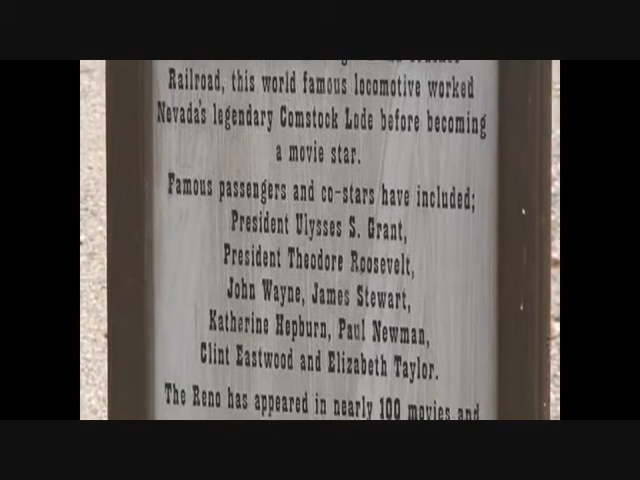 Railroad, this world famous locomotive worked
Nevada's legendary Comstock Lode before becoming
a movie star.
Famous passengers and co-stars have included;
President Ulysses S. Grant,
President Theodore Roosevelt,
John Wayne, James Stewart,
Katherine Hepburn, Paul Newman,
Clint Eastwood and Elizabeth Taylor.
The Reno has appeared in nearly 100 movies and